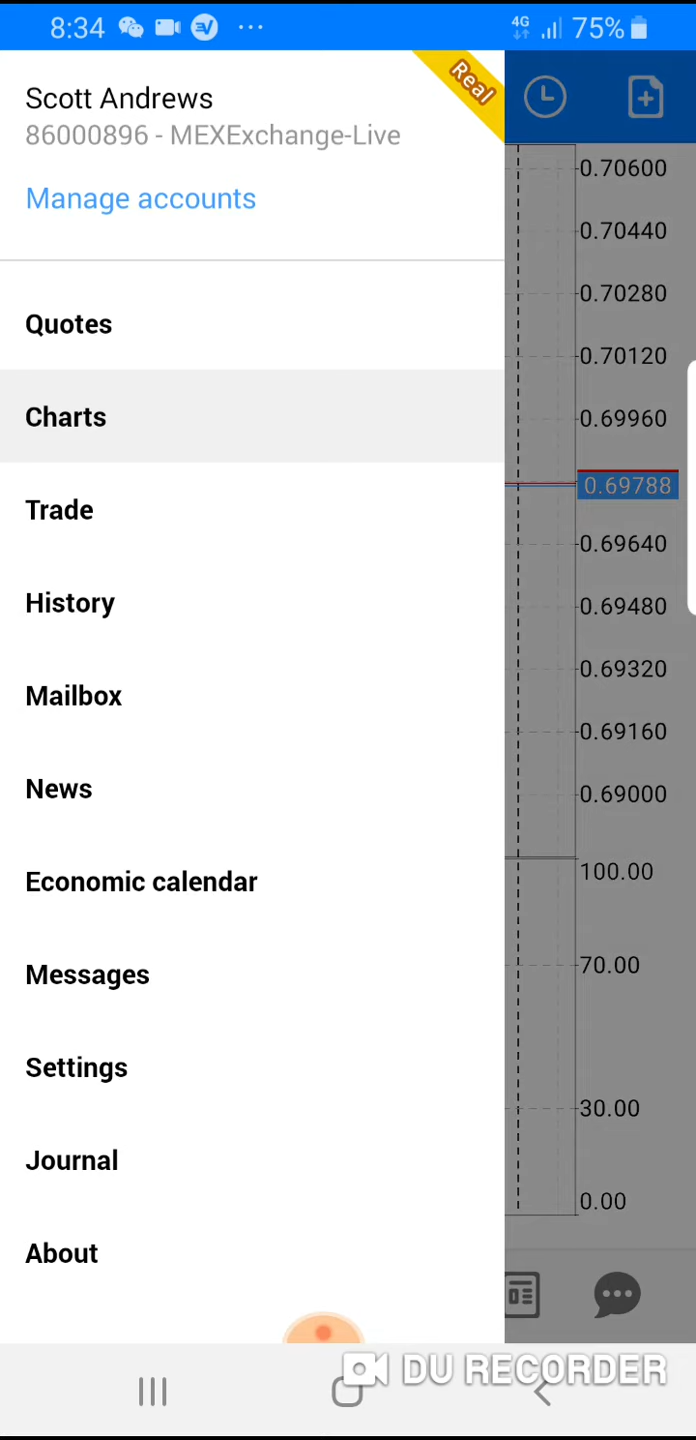 8:34
4G
75%
Scott Andrews
Real
86000896 - MEXExchange-Live
Manage accounts
Quotes
Charts
Trade
History
Mailbox
News
Economic calendar
Messages
Settings
Journal
About
0.70600
0.70440
0.70280
0.70120
0.69960
0.69788
0.69640
0.69480
0.69320
0.69160
0.69000
100.00
70.00
30.00
0.00
DU RECORDER